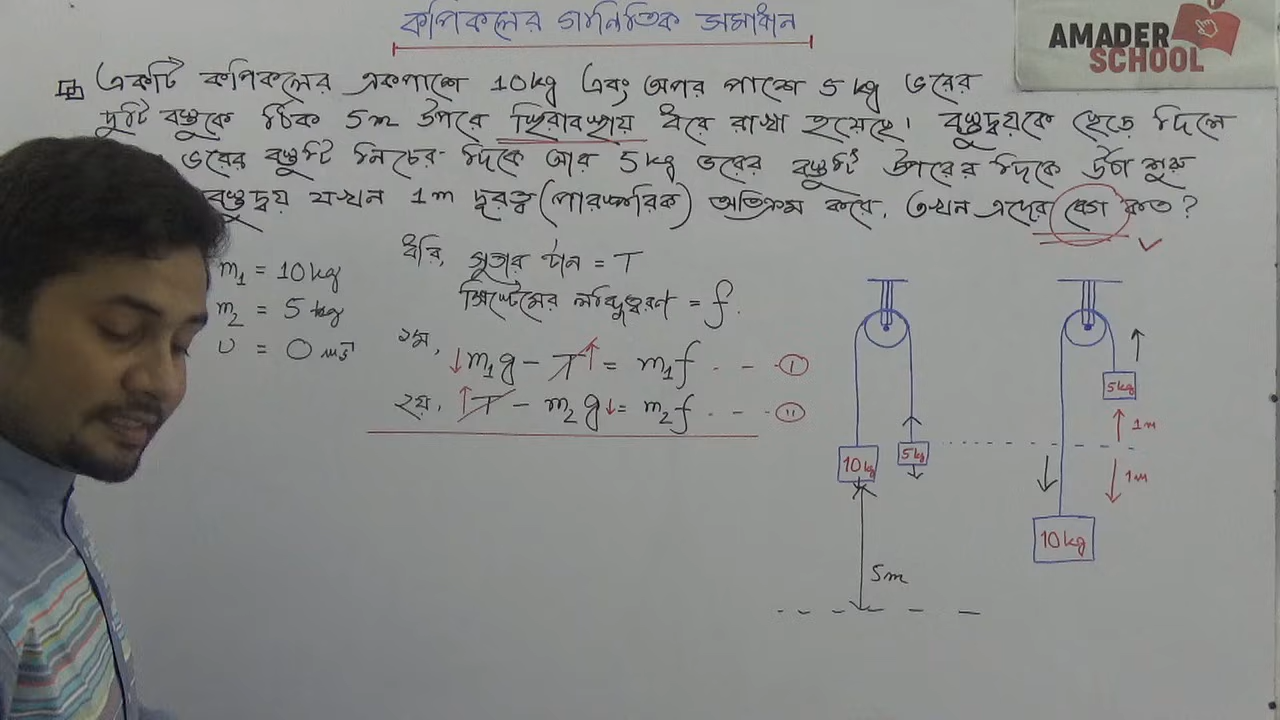 কপিকলের গানিতিক সমাধান
AMADER
SCHOOL
একটি কপিকলের একপাশে 10kg এবং অপর পাশে 5kg ভরের
দুটি বস্তুকে ঠিক 5m উপরে স্থিরাবস্থায় ধরে রাখা হয়েছে। বস্তুদ্বয়কে ছেড়ে দিলে
ভরের বস্তুটি নিচের দিকে আর 5kg ভরের বস্তুটি উপরের দিকে উঠা শুরু
বস্তুদ্বয় যখন 1m দূরত্ব (পারস্পরিক) অতিক্রম করে, তখন এদের বেগ কত?
m₁ = 10kg
m₂ = 5kg
υ = 0 ms⁻¹
ধরি, সুতার টান = T
সিস্টেমের লব্ধিত্বরণ = f.
১ম, ↓m₁g - T↑ = m₁f - - - (i)
২য়, ↑T - m₂g↓ = m₂f - - - (ii)
10kg
5kg
5m
5kg
1m
1m
10kg